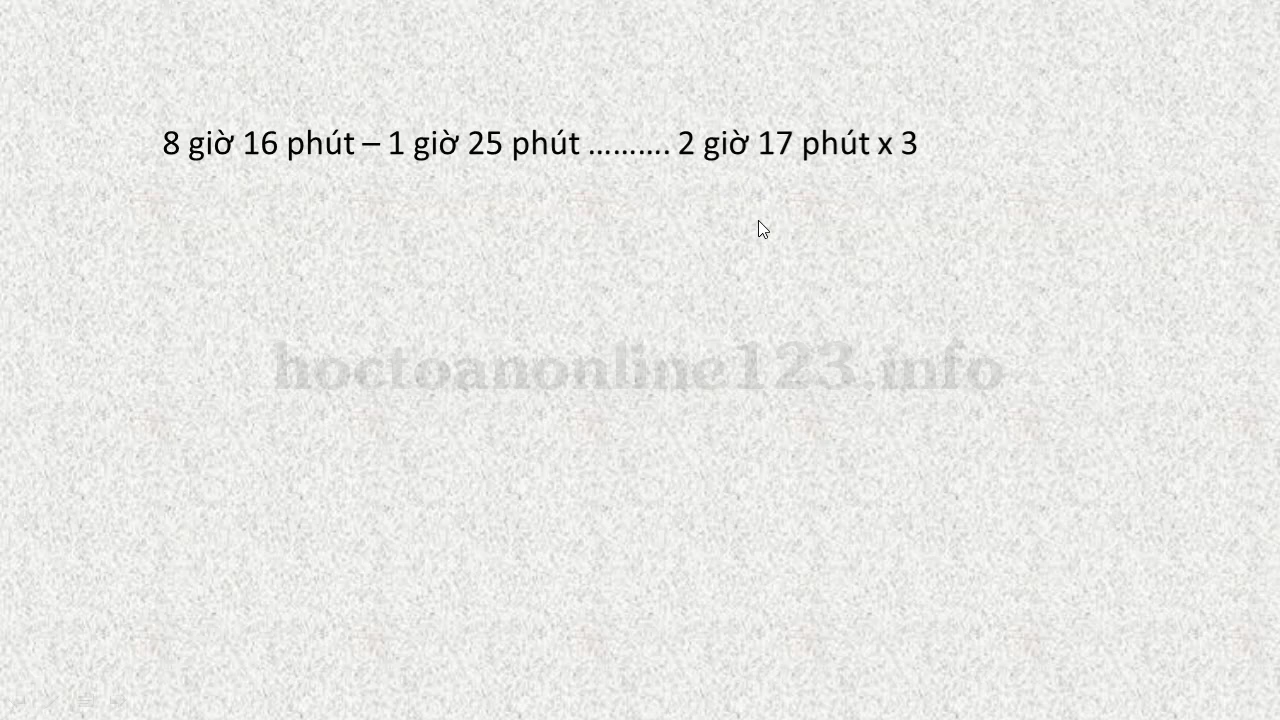 8 giờ 16 phút – 1 giờ 25 phút .......... 2 giờ 17 phút x 3
hoctoanonline123.info